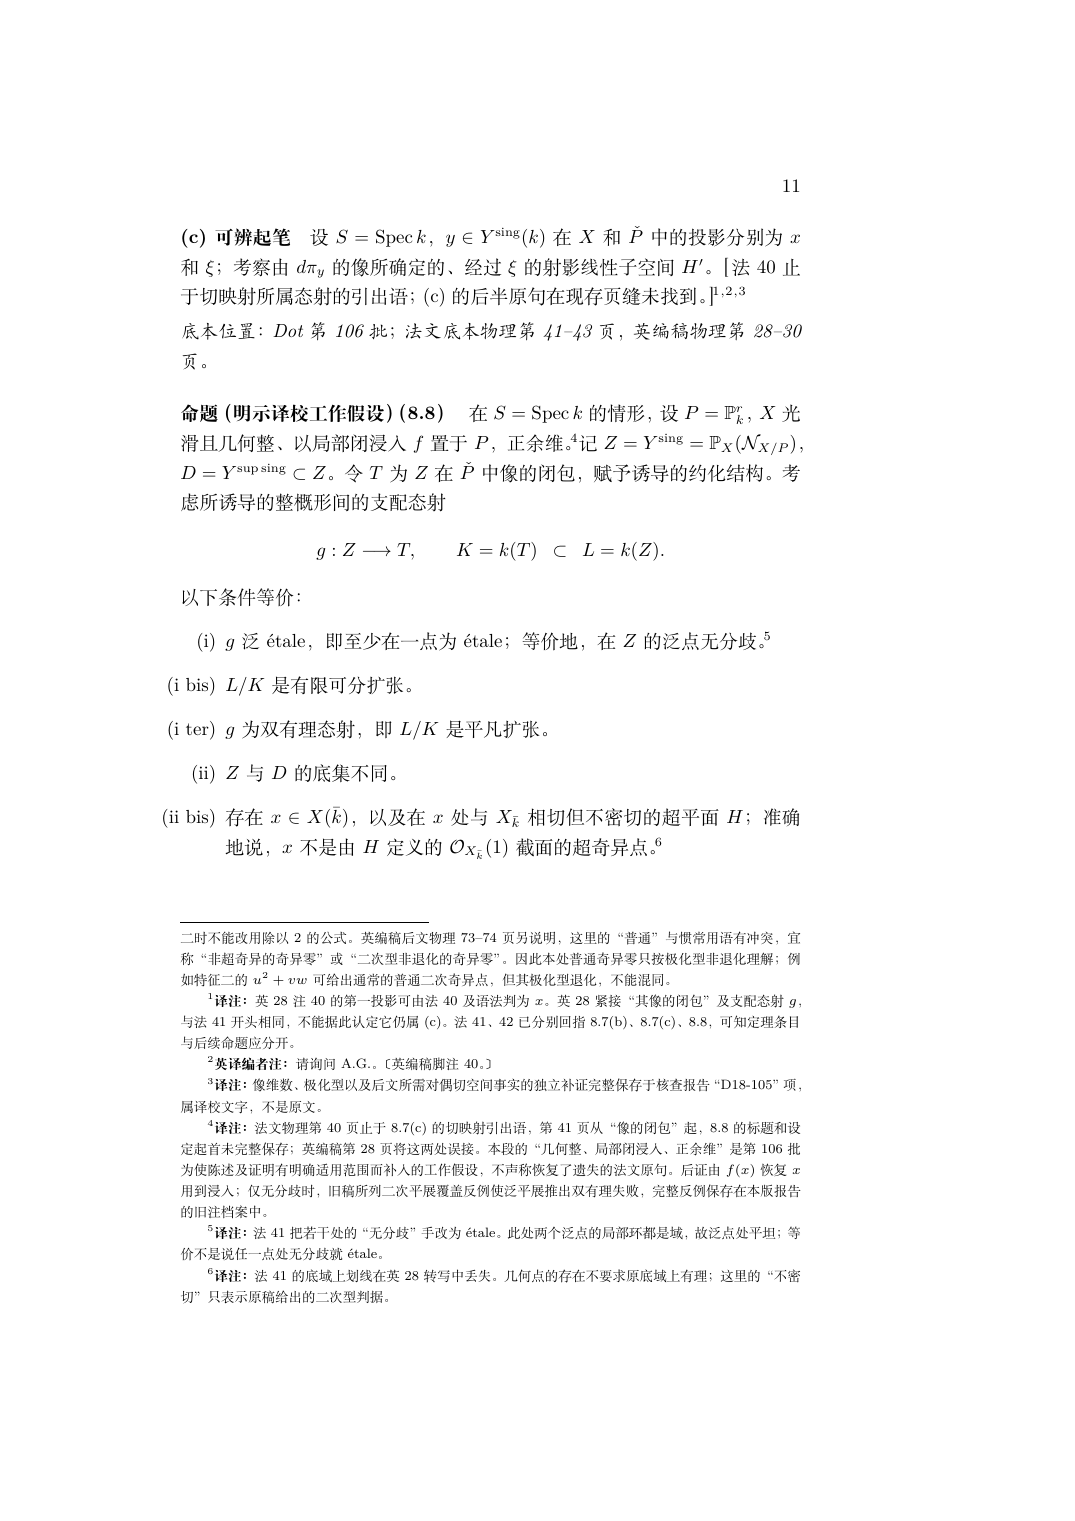 11
(c) 可辨起笔 设 S = Spec k, y ∈ Y^sing(k) 在 X 和 P̌ 中的投影分别为 x
和 ξ；考察由 dπ_y 的像所确定的、经过 ξ 的射影线性子空间 H′。[法 40 止
于切映射所属态射的引出语；(c) 的后半原句在现存页缝未找到。]^1,2,3
底本位置：Dot 第 106 批；法文底本物理第 41–43 页，英编稿物理第 28–30
页。
命题（明示译校工作假设）(8.8) 在 S = Spec k 的情形，设 P = ℙ^r_k，X 光
滑且几何整、以局部闭浸入 f 置于 P，正余维。^4记 Z = Y^sing = ℙ_X(𝒩_X/P),
D = Y^sup sing ⊂ Z。令 T 为 Z 在 P̌ 中像的闭包，赋予诱导的约化结构。考
虑所诱导的整概形间的支配态射
g : Z ⟶ T, K = k(T) ⊂ L = k(Z).
以下条件等价：
(i) g 泛 étale，即至少在一点为 étale；等价地，在 Z 的泛点无分歧。^5
(i bis) L/K 是有限可分扩张。
(i ter) g 为双有理态射，即 L/K 是平凡扩张。
(ii) Z 与 D 的底集不同。
(ii bis) 存在 x ∈ X(k̄)，以及在 x 处与 X_k̄ 相切但不密切的超平面 H；准确
地说，x 不是由 H 定义的 𝒪_X_k̄(1) 截面的超奇异点。^6
二时不能改用除以 2 的公式。英编稿后文物理 73–74 页另说明，这里的“普通”与惯常用语有冲突，宜
称“非超奇异的奇异零”或“二次型非退化的奇异零”。因此本处普通奇异零只按极化型非退化理解；例
如特征二的 u² + vw 可给出通常的普通二次奇异点，但其极化型退化，不能混同。
^1译注：英 28 注 40 的第一投影可由法 40 及语法判为 x。英 28 紧接“其像的闭包”及支配态射 g，
与法 41 开头相同，不能据此认定它仍属 (c)。法 41、42 已分别回指 8.7(b)、8.7(c)、8.8，可知定理条目
与后续命题应分开。
^2英译编者注：请询问 A.G.。〔英编稿脚注 40。〕
^3译注：像维数、极化型以及后文所需对偶切空间事实的独立补证完整保存于核查报告“D18-105”项，
属译校文字，不是原文。
^4译注：法文物理第 40 页止于 8.7(c) 的切映射引出语，第 41 页从“像的闭包”起，8.8 的标题和设
定起首未完整保存；英编稿第 28 页将这两处误接。本段的“几何整、局部闭浸入、正余维”是第 106 批
为使陈述及证明有明确适用范围而补入的工作假设，不声称恢复了遗失的法文原句。后证由 f(x) 恢复 x
用到浸入；仅无分歧时，旧稿所列二次平展覆盖反例使泛平展推出双有理失败，完整反例保存在本版报告
的旧注档案中。
^5译注：法 41 把若干处的“无分歧”手改为 étale。此处两个泛点的局部环都是域，故泛点处平坦；等
价不是说任一点处无分歧就 étale。
^6译注：法 41 的底域上划线在英 28 转写中丢失。几何点的存在不要求原底域上有理；这里的“不密
切”只表示原稿给出的二次型判据。